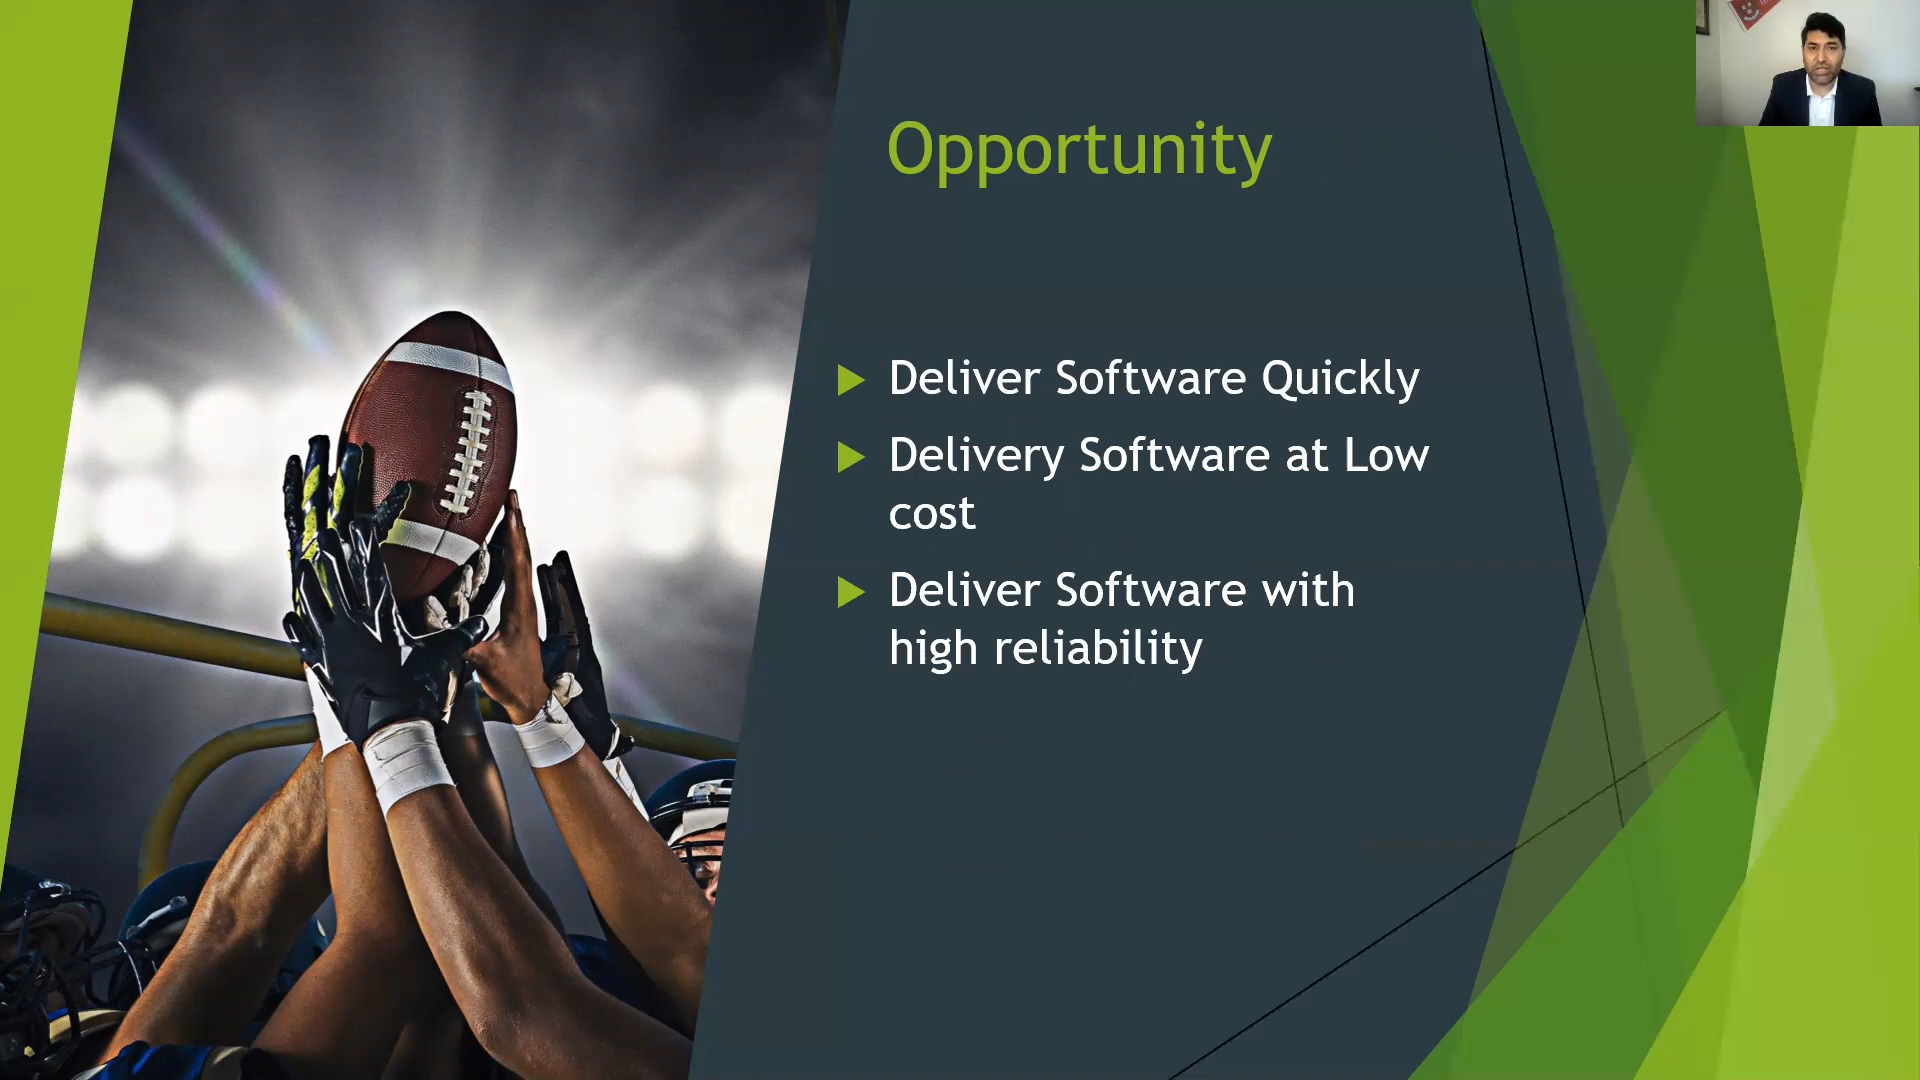 Opportunity
Deliver Software Quickly
Delivery Software at Low
cost
Deliver Software with
high reliability